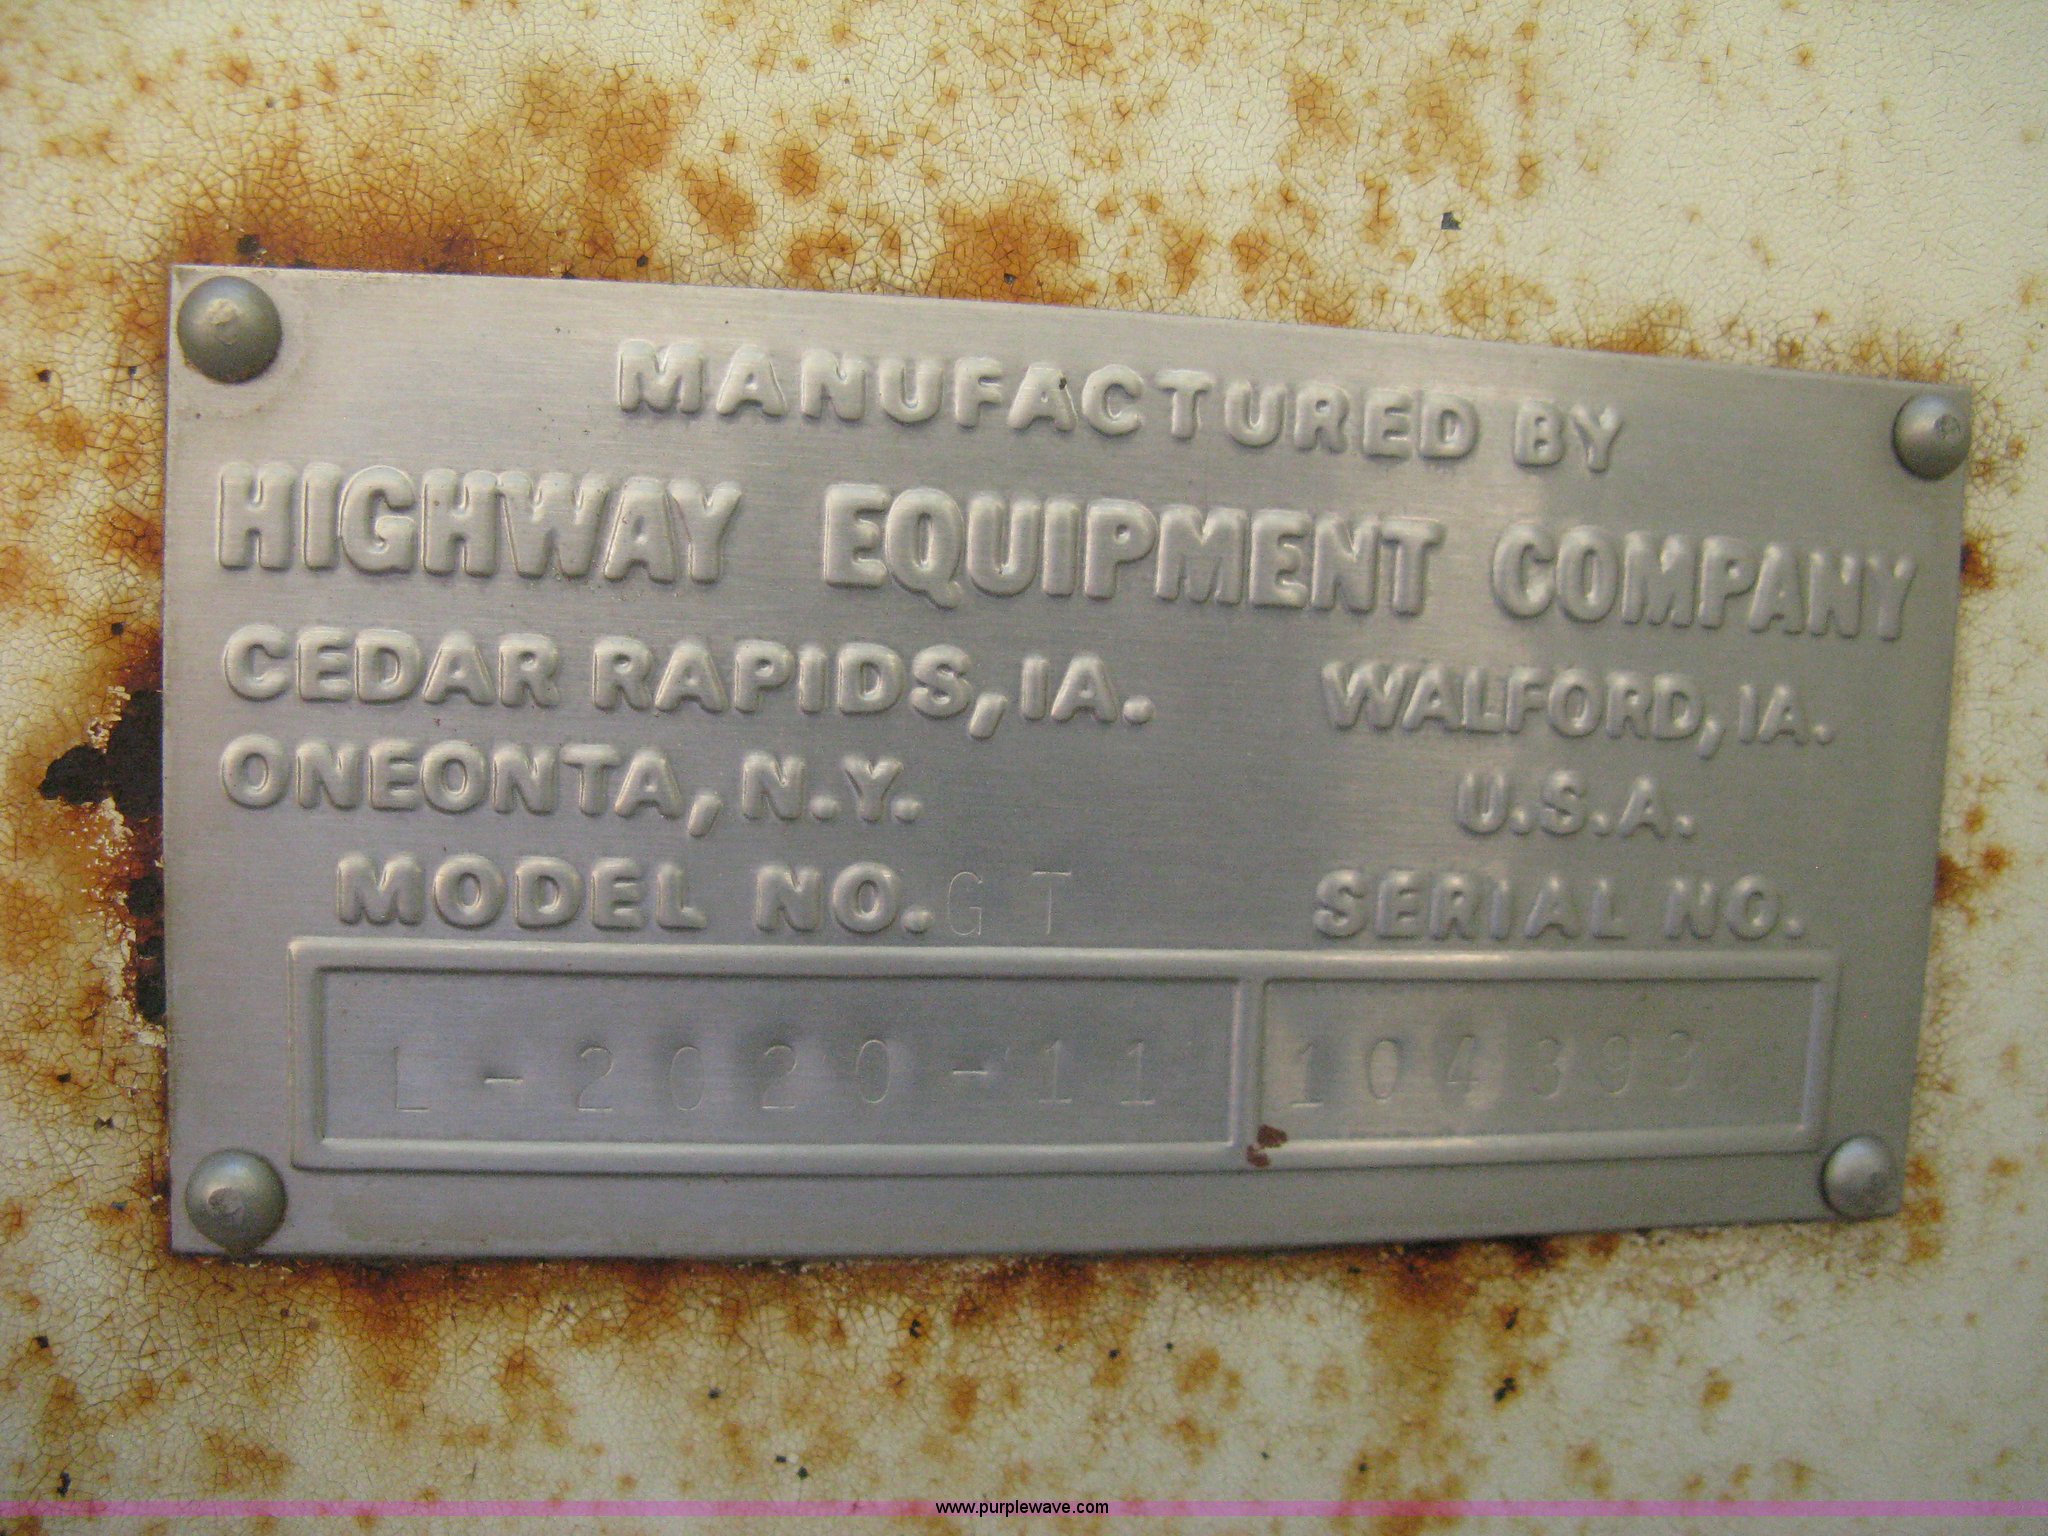 MANUFACTURED BY
HIGHWAY EQUIPMENT COMPANY
CEDAR RAPIDS, IA. WALFORD, IA.
ONEONTA, N.Y. U.S.A.
MODEL NO. GT SERIAL NO.
L-2020-11 104393
www.purplewave.com